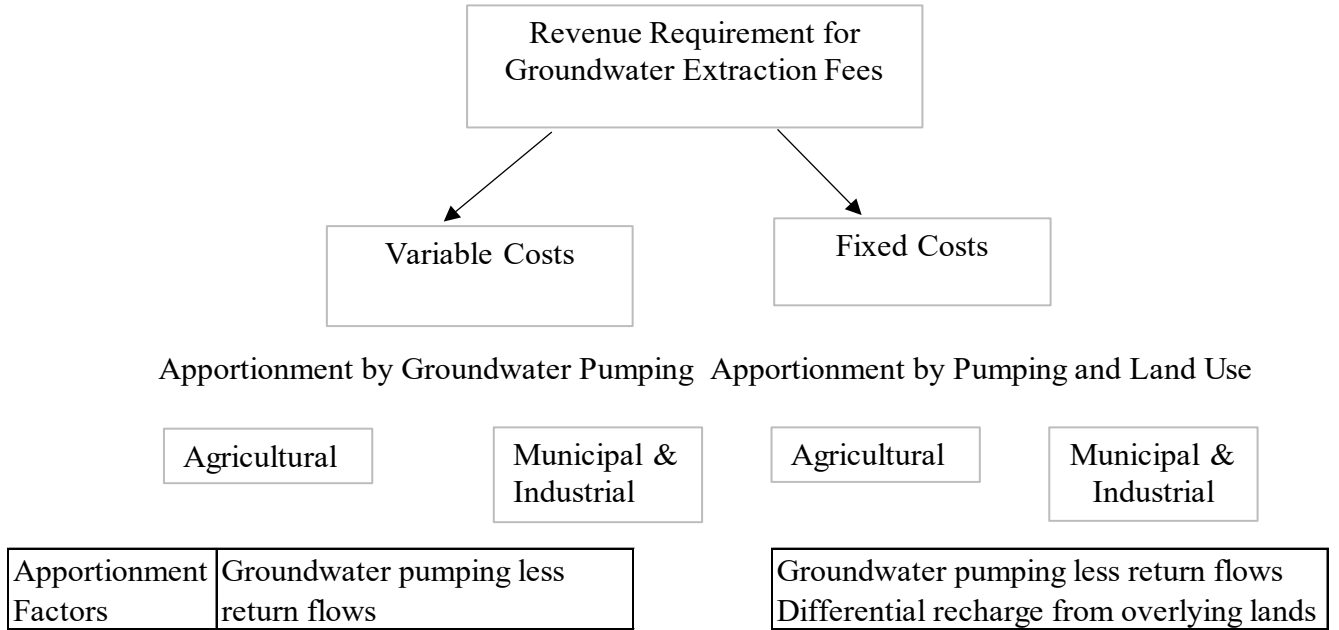 Revenue Requirement for
Groundwater Extraction Fees
Variable Costs
Fixed Costs
Apportionment by Groundwater Pumping
Apportionment by Pumping and Land Use
Agricultural
Municipal &
Industrial
Agricultural
Municipal &
Industrial
Apportionment
Factors
Groundwater pumping less
return flows
Groundwater pumping less return flows
Differential recharge from overlying lands